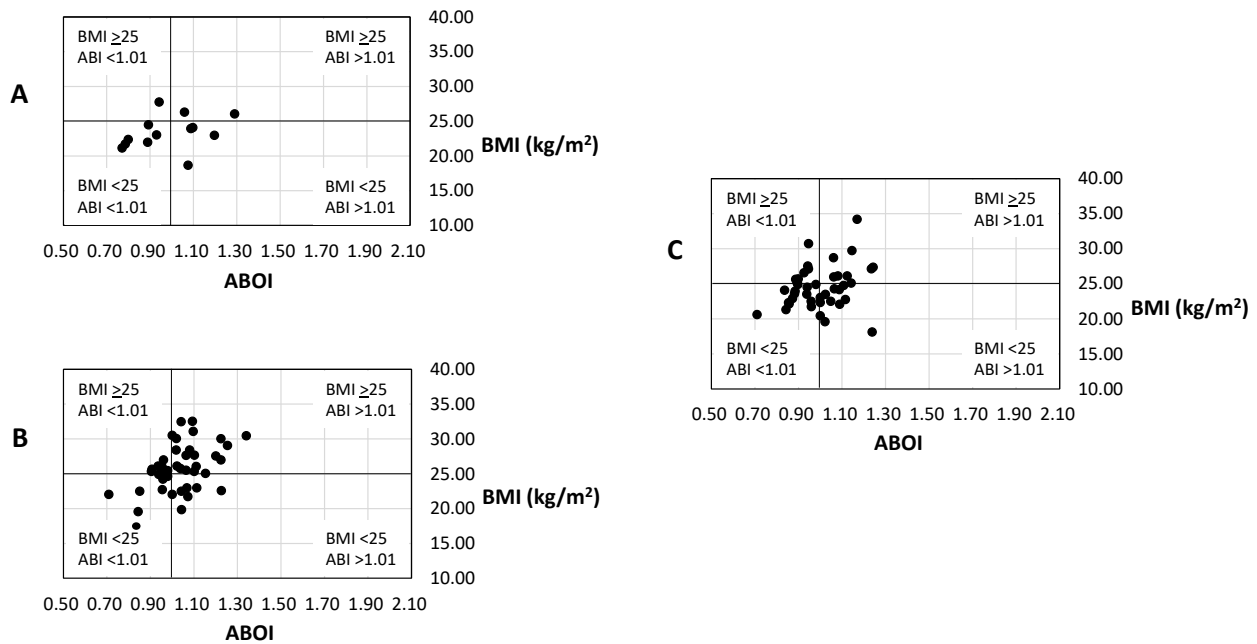 A
BMI ≥25
ABI <1.01
BMI ≥25
ABI >1.01
BMI <25
ABI <1.01
BMI <25
ABI >1.01
40.00
35.00
30.00
25.00
20.00
15.00
10.00
BMI (kg/m²)
0.50 0.70 0.90 1.10 1.30 1.50 1.70 1.90 2.10
ABOI
B
BMI ≥25
ABI <1.01
BMI ≥25
ABI >1.01
BMI <25
ABI <1.01
BMI <25
ABI >1.01
40.00
35.00
30.00
25.00
20.00
15.00
10.00
BMI (kg/m²)
0.50 0.70 0.90 1.10 1.30 1.50 1.70 1.90 2.10
ABOI
C
BMI ≥25
ABI <1.01
BMI ≥25
ABI >1.01
BMI <25
ABI <1.01
BMI <25
ABI >1.01
40.00
35.00
30.00
25.00
20.00
15.00
10.00
BMI (kg/m²)
0.50 0.70 0.90 1.10 1.30 1.50 1.70 1.90 2.10
ABOI